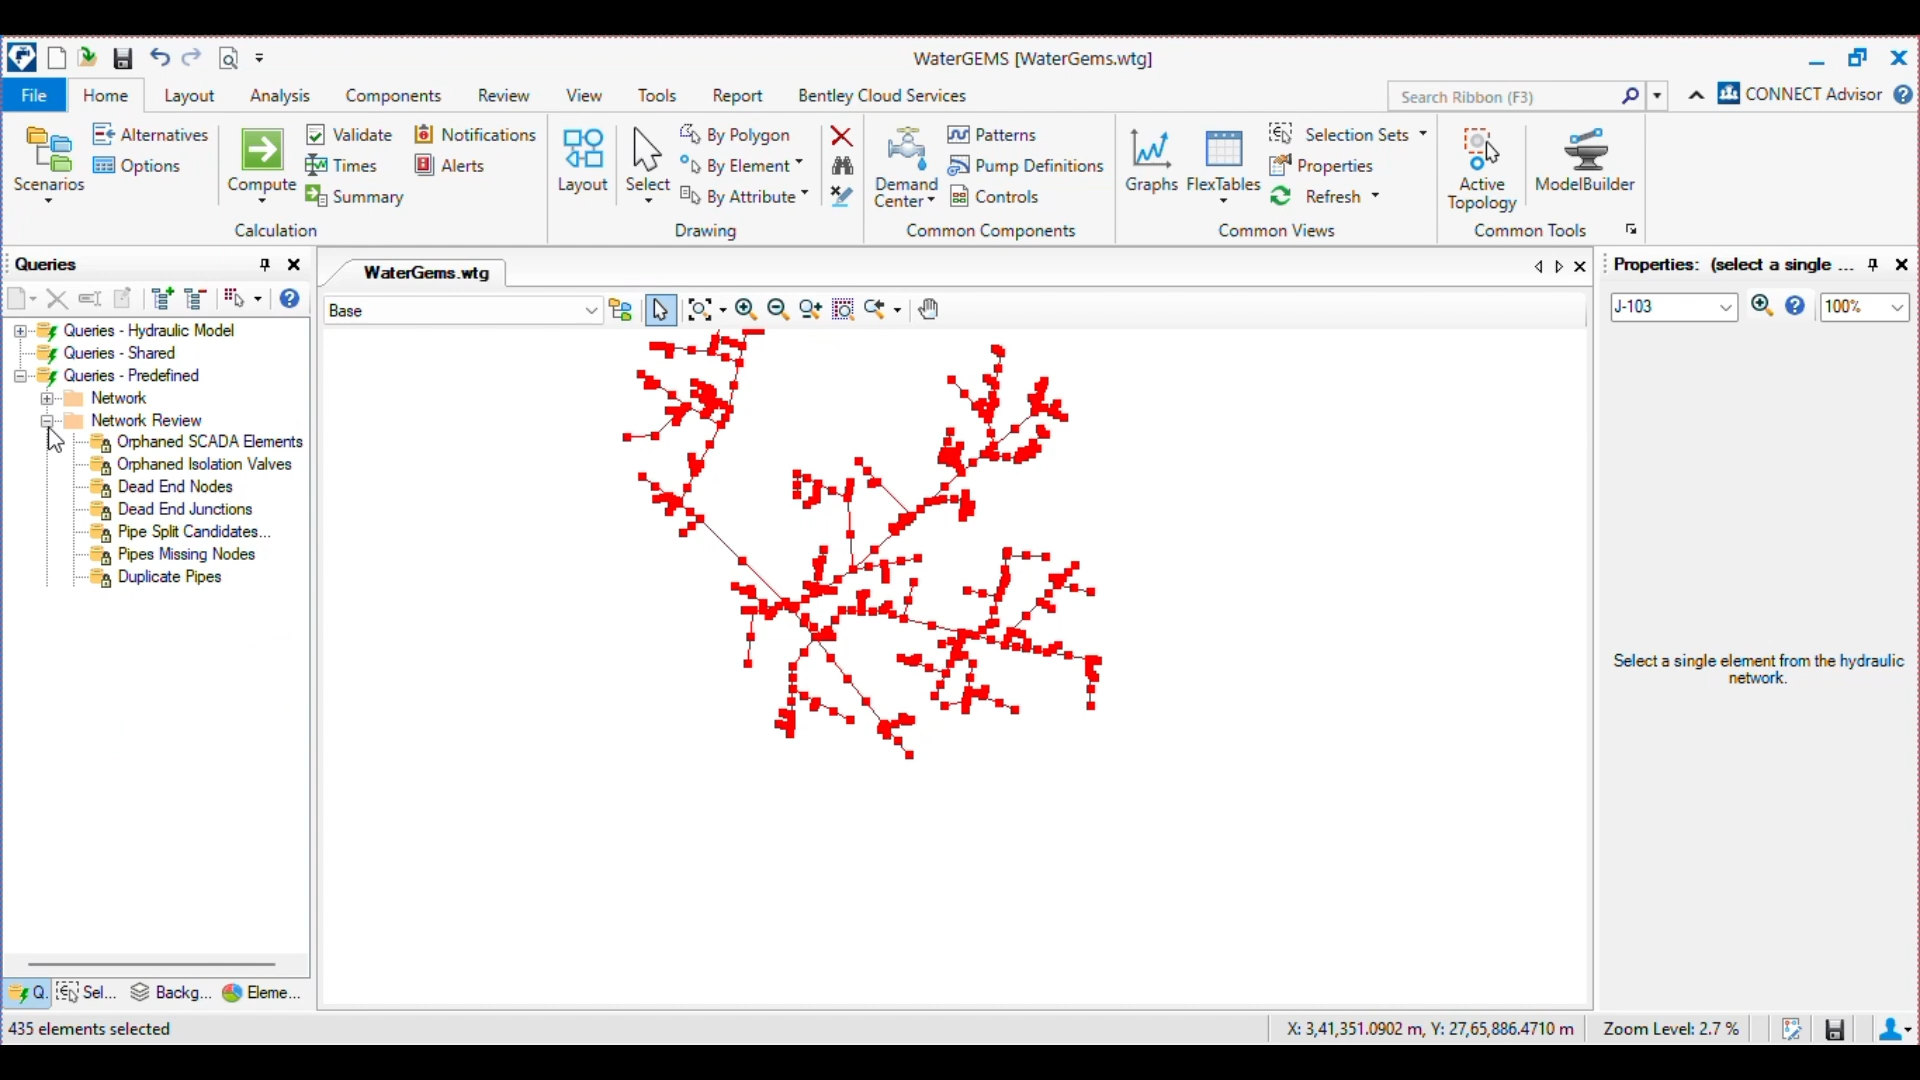 WaterGEMS [WaterGems.wtg]
File Home Layout Analysis Components Review View Tools Report Bentley Cloud Services Search Ribbon (F3) CONNECT Advisor
Scenarios
Alternatives
Options
Compute
Validate
Times
Summary
Notifications
Alerts
Calculation
Layout
Select
By Polygon
By Element
By Attribute
Drawing
Demand
Center
Patterns
Pump Definitions
Controls
Common Components
Graphs
FlexTables
Selection Sets
Properties
Refresh
Common Views
Active
Topology
ModelBuilder
Common Tools
Queries
Queries - Hydraulic Model
Queries - Shared
Queries - Predefined
Network
Network Review
Orphaned SCADA Elements
Orphaned Isolation Valves
Dead End Nodes
Dead End Junctions
Pipe Split Candidates...
Pipes Missing Nodes
Duplicate Pipes
Q. Sel... Backg... Eleme...
WaterGems.wtg
Base
Properties: (select a single ...
J-103 100%
Select a single element from the hydraulic
network.
435 elements selected X: 3,41,351.0902 m, Y: 27,65,886.4710 m Zoom Level: 2.7 %